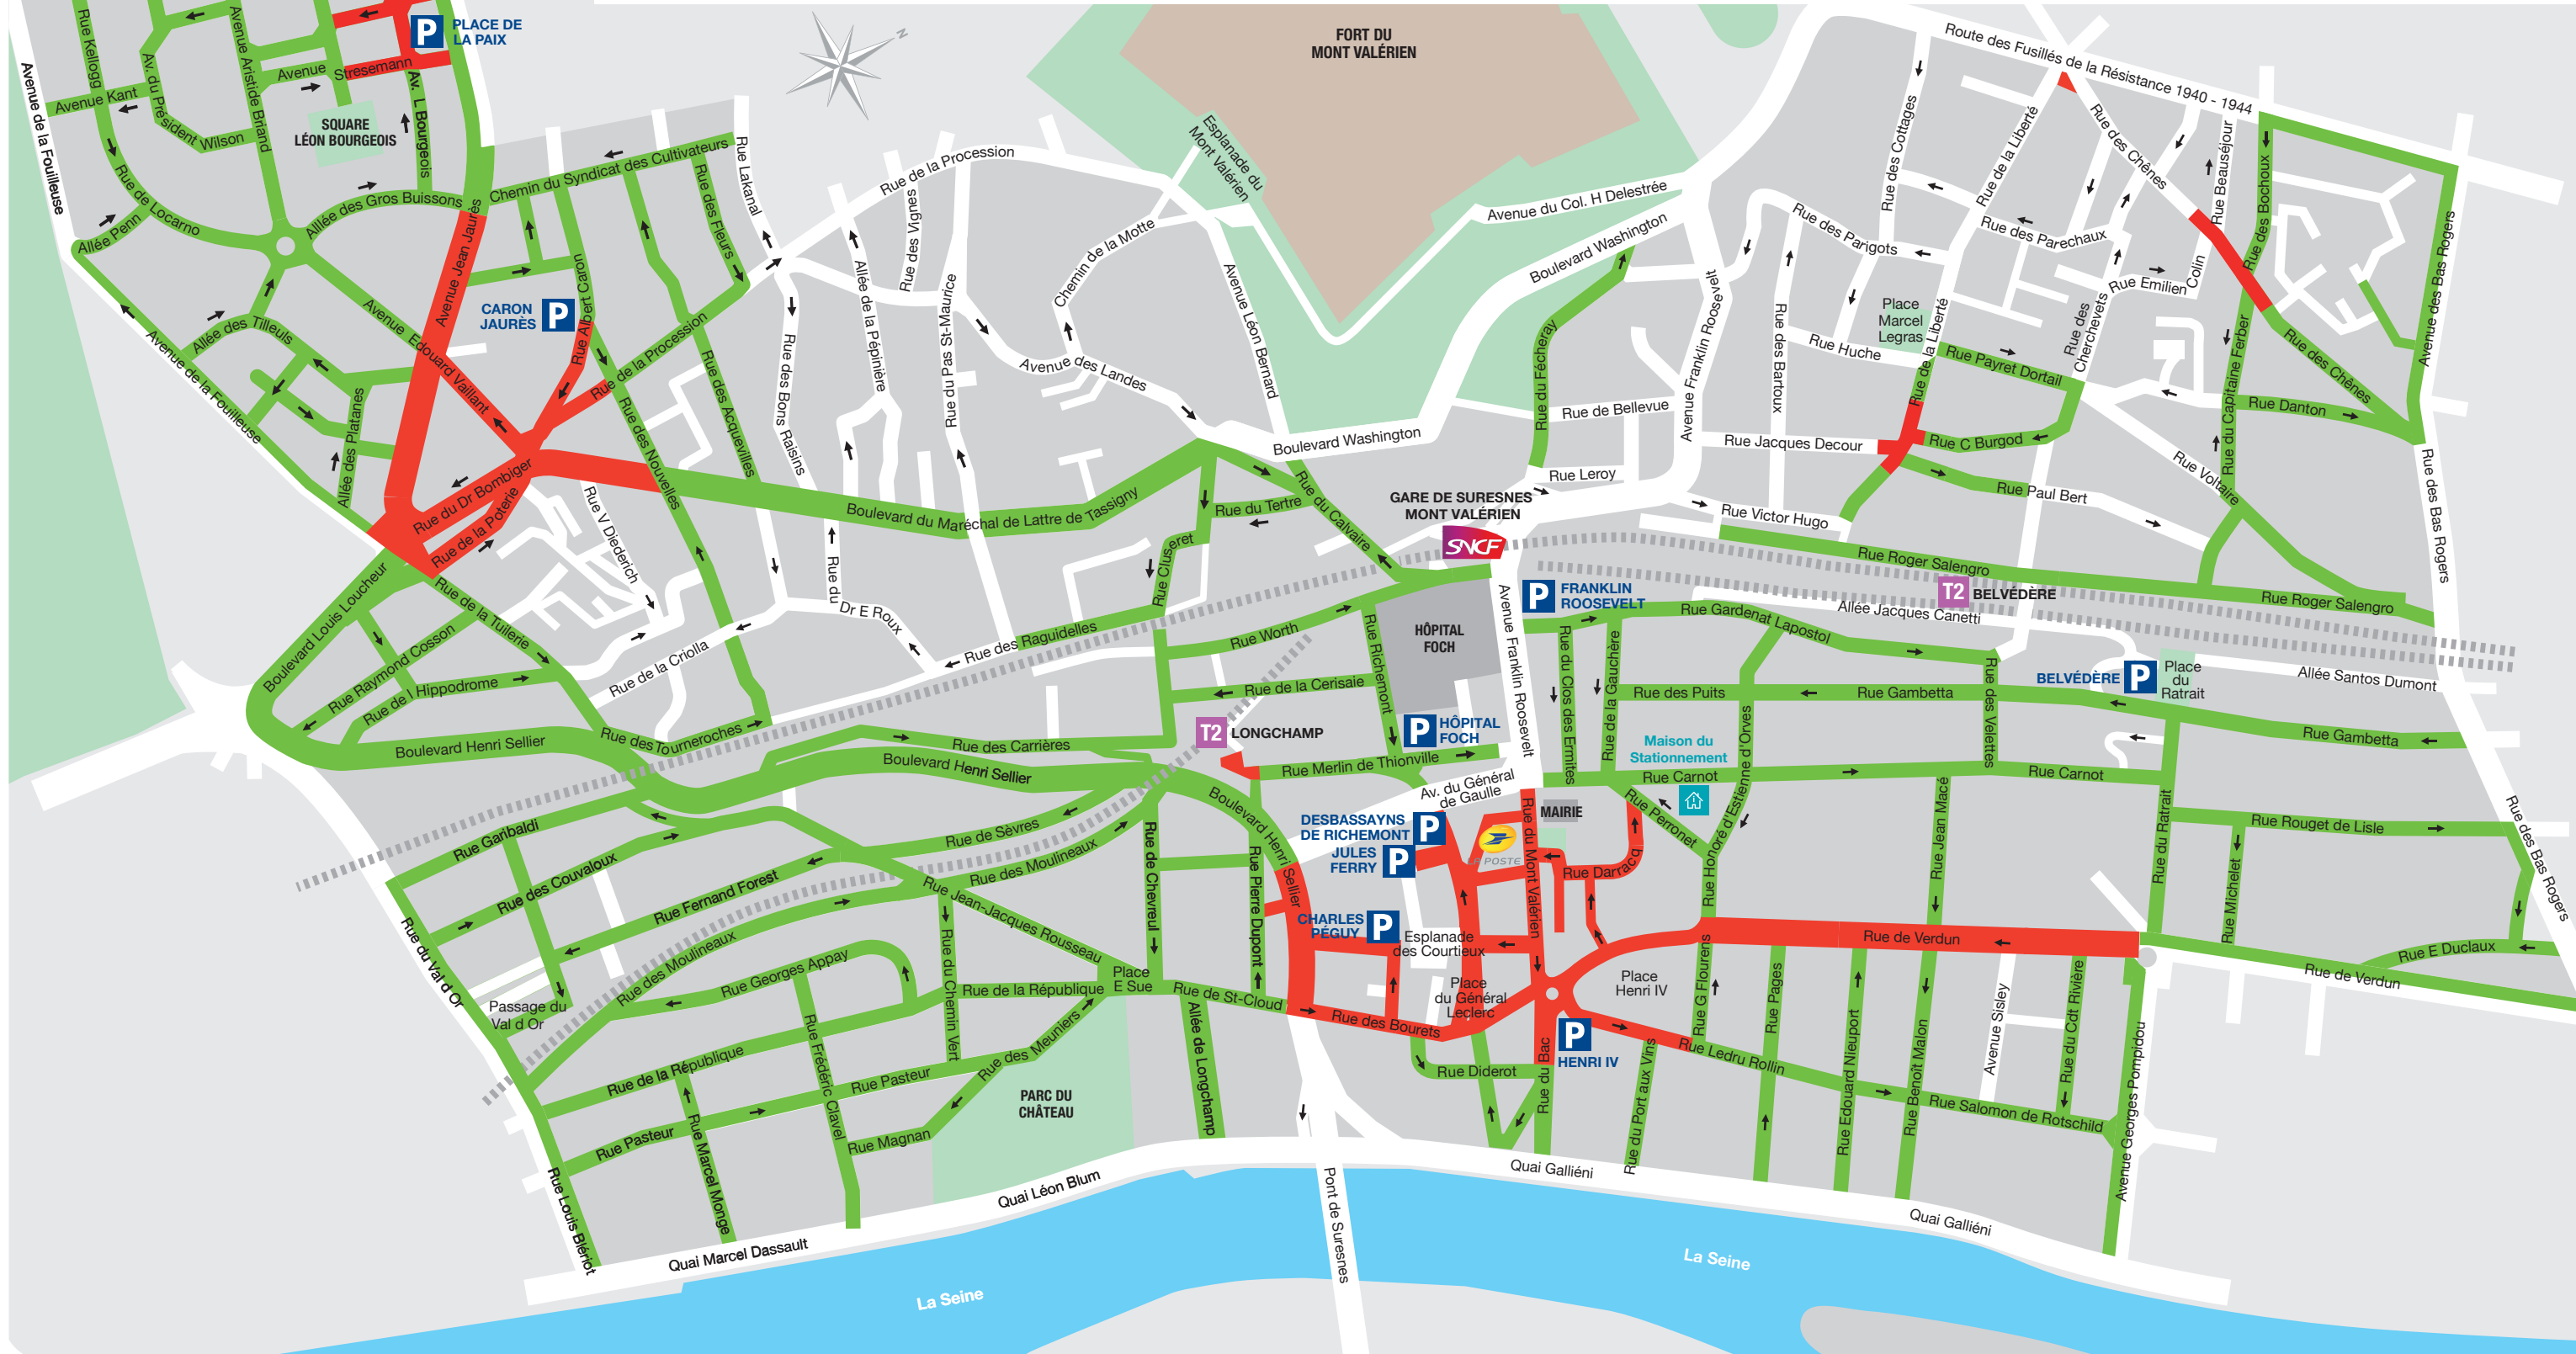 PLACE DE
LA PAIX
Rue Kellogg
Av. du Président Wilson
Avenue Aristide Briand
Avenue Stresemann
Av. L Bourgeois
Avenue Kant
Avenue de la Fouilleuse
SQUARE
LÉON BOURGEOIS
Rue de Locarno
Allée Penn
Alllée des Gros Buissons
Chemin du Syndicat des Cultivateurs
Rue des Fleurs
Rue Lakanal
Avenue Jean Jaurès
Rue Albert Caron
Rue Albert Caron
CARON
JAURÈS
P
P
Avenue Edouard Vaillant
Allée des Tilleuls
Avenue de la Fouilleuse
Allée des Platanes
Rue de la Procession
Rue de la Procession
Rue des Nouvelles
Rue des Acquevilles
Rue des Bons Raisins
Allée de la Pépinière
Rue des Vignes
Rue du Pas St-Maurice
Chemin de la Motte
Avenue des Landes
N
FORT DU
MONT VALÉRIEN
Esplanade du
Mont Valérien
Avenue Léon Bernard
Avenue du Col. H Delestrée
Boulevard Washington
Boulevard Washington
Route des Fusillés de la Résistance 1940 - 1944
Rue des Cottages
Rue de la Liberté
Rue des Chênes
Rue Beauséjour
Rue des Bochoux
Rue des Parigots
Rue des Parechaux
Rue Emilien Colin
Rue des
Cherchevets
Place
Marcel
Legras
Rue Huche
Rue de la Liberté
Rue Payret Dortail
Rue des Bartoux
Avenue Franklin Roosevelt
Rue du Fécheray
Rue de Bellevue
Rue Jacques Decour
Rue C Burgod
Rue Leroy
Rue Victor Hugo
Rue Paul Bert
Rue Voltaire
Rue du Capitaine Ferber
Rue Danton
Rue des Chênes
Avenue des Bas Rogers
Rue des Bas Rogers
Rue du Dr Bombiger
Rue de la Poterie
Rue V Diederich
Boulevard du Maréchal de Lattre de Tassigny
Rue du Tertre
Rue du Calvaire
Rue Cluseret
GARE DE SURESNES
MONT VALÉRIEN
SNCF
Rue Roger Salengro
Rue Roger Salengro
T2 BELVÉDÈRE
Allée Jacques Canetti
Allée Santos Dumont
P FRANKLIN
ROOSEVELT
Rue Gardenat Lapostol
HÔPITAL
FOCH
Avenue Franklin Roosevelt
Boulevard Louis Loucheur
Rue de la Tuilerie
Rue Raymond Cosson
Rue de l Hippodrome
Rue de la Criolla
Rue du Dr E Roux
Rue des Raguidelles
Rue Worth
Rue Richemont
Rue de la Cerisaie
Rue du Clos des Ermites
Rue de la Gauchère
Rue des Puits
Rue Gambetta
Rue des Velettes
BELVÉDÈRE P
Place
du
Ratrait
Rue Gambetta
Boulevard Henri Sellier
Rue des Tourneroches
Rue des Carrières
Boulevard Henri Sellier
T2 LONGCHAMP
P HÔPITAL
FOCH
Rue Merlin de Thionville
Maison du
Stationnement
Rue Carnot
Rue Carnot
Av. du Général
de Gaulle
Rue Honoré d'Estienne d'Orves
Rue Perronet
Rue Jean Macé
Rue du Ratrait
Rue Rouget de Lisle
Rue Michelet
Rue des Bas Rogers
Rue Garibaldi
Rue des Couvaloux
Rue Fernand Forest
Rue de Sèvres
Rue des Moulineaux
Rue des Moulineaux
Rue Jean-Jacques Rousseau
Rue de Chevreul
Rue Pierre Dupont
Boulevard Henri Sellier
DESBASSAYNS
DE RICHEMONT P
JULES
FERRY P
LA POSTE
MAIRIE
Rue du Mont Valérien
Rue Darracq
CHARLES
PÉGUY P
Esplanade
des Courtieux
Rue de Verdun
Rue E Duclaux
Rue de Verdun
Rue du Val d Or
Passage du
Val d Or
Rue Georges Appay
Rue du Chemin Vert
Rue de la République
Place
E Sue
Rue de St-Cloud
Rue des Bourets
Place
du Général
Leclerc
Place
Henri IV
P
HENRI IV
Rue G Flourens
Rue Pages
Rue Ledru Rollin
Rue Edouard Nieuport
Rue Benoît Malon
Avenue Sisley
Rue du Cdt Rivière
Rue Salomon de Rotschild
Avenue Georges Pompidou
Rue de la République
Rue Frédéric Clavel
Rue Pasteur
Rue Pasteur
Rue des Meuniers
Rue Magnan
Rue Marcel Monge
PARC DU
CHÂTEAU
Allée de Longchamp
Rue Diderot
Rue du Bac
Rue du Port aux Vins
Rue Louis Blériot
Quai Marcel Dassault
Quai Léon Blum
Pont de Suresnes
Quai Galliéni
Quai Galliéni
La Seine
La Seine